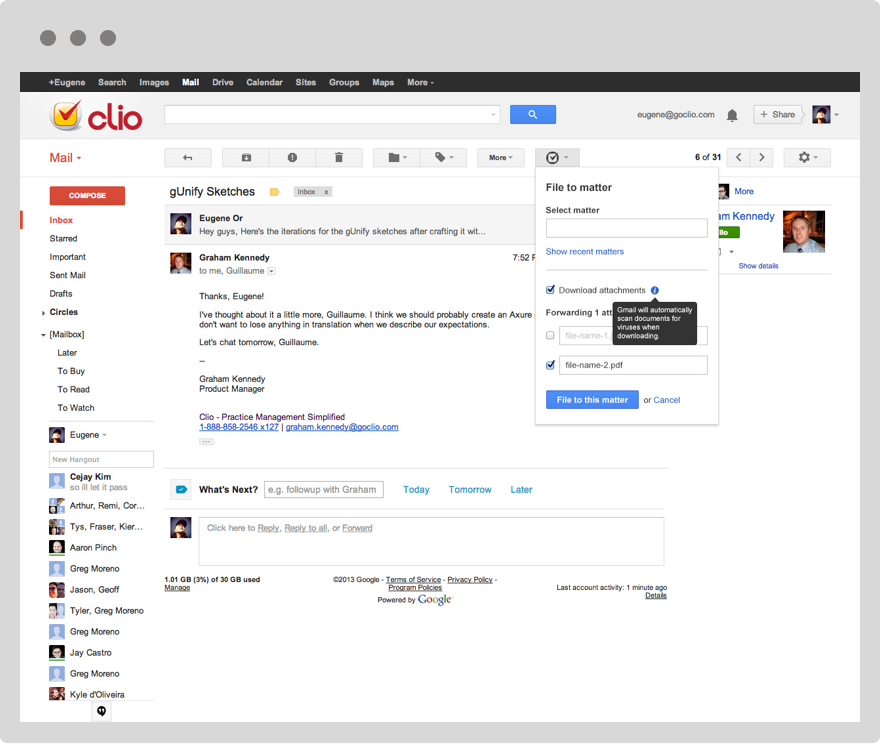 +Eugene Search Images Mail Drive Calendar Sites Groups Maps More
clio
eugene@goclio.com
+ Share
Mail
More
6 of 31
COMPOSE
Inbox
Starred
Important
Sent Mail
Drafts
Circles
[Mailbox]
Later
To Buy
To Read
To Watch
Eugene
New Hangout
Cejay Kim
so ill let it pass
Arthur, Remi, Cor...
Tys, Fraser, Kier...
Aaron Pinch
Greg Moreno
Jason, Geoff
Tyler, Greg Moreno
Greg Moreno
Jay Castro
Greg Moreno
Kyle d'Oliveira
gUnify Sketches
Inbox x
Eugene Or
Hey guys, Here's the iterations for the gUnify sketches after crafting it wit...
Graham Kennedy
7:52
to me, Guillaume
Thanks, Eugene!
I've thought about it a little more, Guillaume. I think we should probably create an Axure
don't want to lose anything in translation when we describe our expectations.
Let's chat tomorrow, Guillaume.
--
Graham Kennedy
Product Manager
Clio - Practice Management Simplified
1-888-858-2546 x127 | graham.kennedy@goclio.com
...
What's Next?
e.g. followup with Graham
Today
Tomorrow
Later
Click here to Reply, Reply to all, or Forward
1.01 GB (3%) of 30 GB used
Manage
©2013 Google - Terms of Service - Privacy Policy -
Program Policies
Powered by Google
Last account activity: 1 minute ago
Details
File to matter
Select matter
Show recent matters
Download attachments
Gmail will automatically
scan documents for
viruses when
downloading.
Forwarding 1
file-name-1
file-name-2.pdf
File to this matter
or Cancel
More
Kennedy
Show details